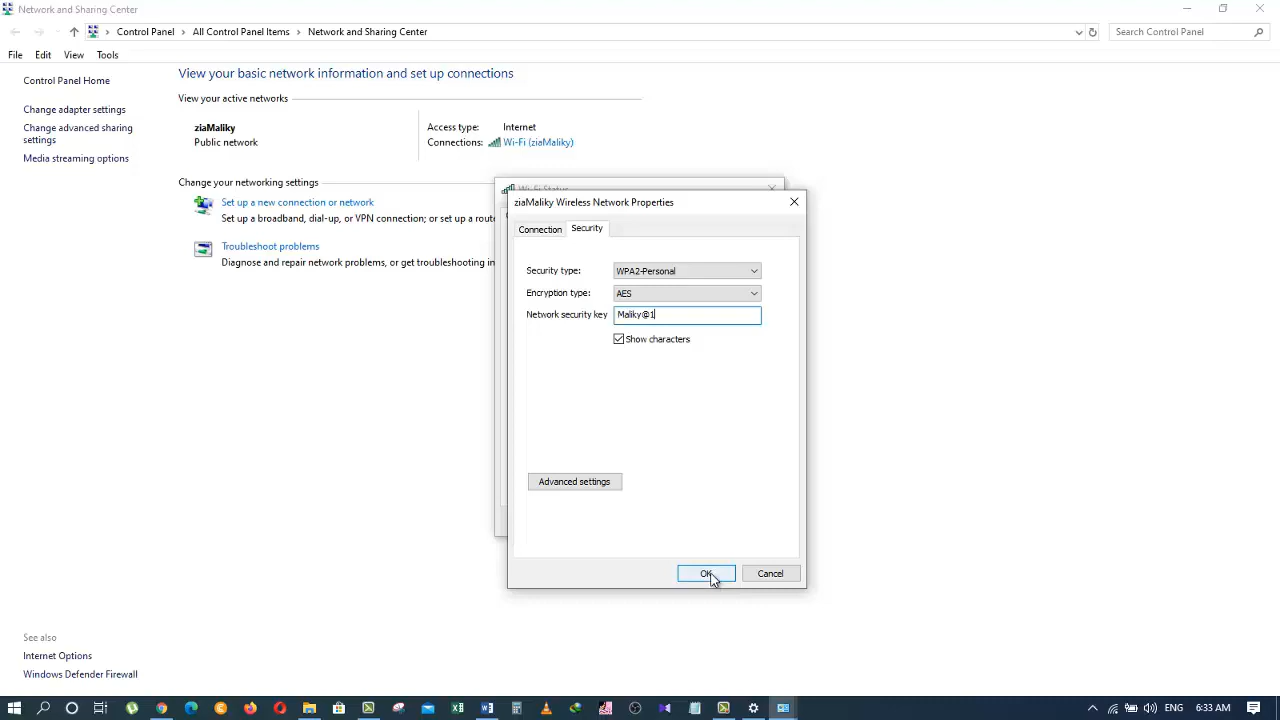 Network and Sharing Center
Control Panel > All Control Panel Items > Network and Sharing Center
Search Control Panel
File Edit View Tools
Control Panel Home
Change adapter settings
Change advanced sharing
settings
Media streaming options
View your basic network information and set up connections
View your active networks
ziaMaliky
Public network
Access type: Internet
Connections: Wi-Fi (ziaMaliky)
Change your networking settings
Set up a new connection or network
Set up a broadband, dial-up, or VPN connection; or set up a route
Troubleshoot problems
Diagnose and repair network problems, or get troubleshooting in
Wi-Fi Status
ziaMaliky Wireless Network Properties
Connection Security
Security type: WPA2-Personal
Encryption type: AES
Network security key Maliky@1
Show characters
Advanced settings
OK Cancel
See also
Internet Options
Windows Defender Firewall
ENG 6:33 AM